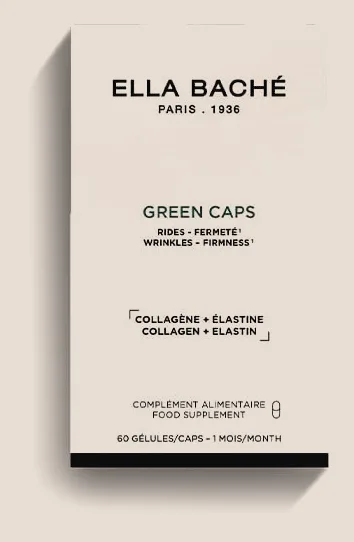 ELLA BACHÉ
PARIS . 1936
GREEN CAPS
RIDES - FERMETÉ¹
WRINKLES - FIRMNESS¹
COLLAGÈNE + ÉLASTINE
COLLAGEN + ELASTIN
COMPLÉMENT ALIMENTAIRE
FOOD SUPPLEMENT
60 GÉLULES/CAPS - 1 MOIS/MONTH